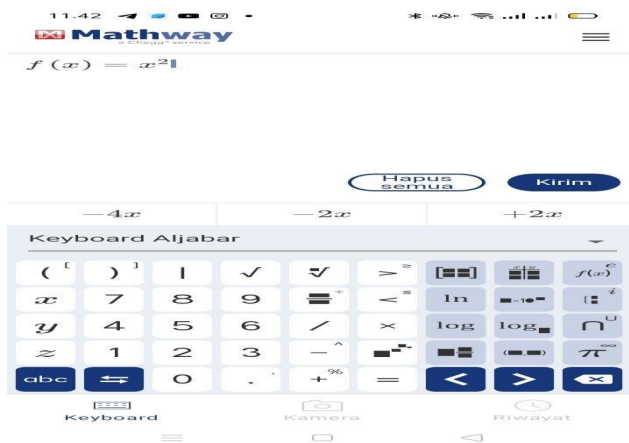 11.42
Mathway
a Chegg® service
f (x) = x²
Hapus semua
Kirim
−4x −2x +2x
Keyboard Aljabar
( [ ) ] | √ ∛ > ≥ f(x) e
x 7 8 9 ÷ < ≤ ln { i
y 4 5 6 / × log log ∩ ∪
z 1 2 3 − ^ π ∞
abc 0 . , + % = < >
Keyboard Kamera Riwayat